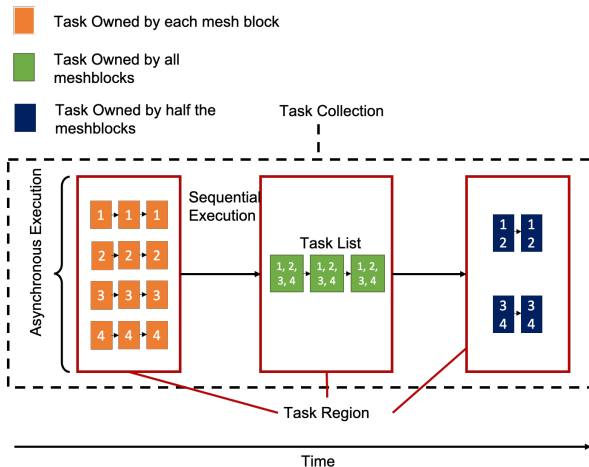 Task Owned by each mesh block
Task Owned by all
meshblocks
Task Owned by half the
meshblocks
Task Collection
Asynchronous Execution
Sequential
Execution
1 1 1
2 2 2
3 3 3
4 4 4
Task List
1, 2, 1, 2, 1, 2,
3, 4 3, 4 3, 4
1 1
2 2
3 3
4 4
Task Region
Time